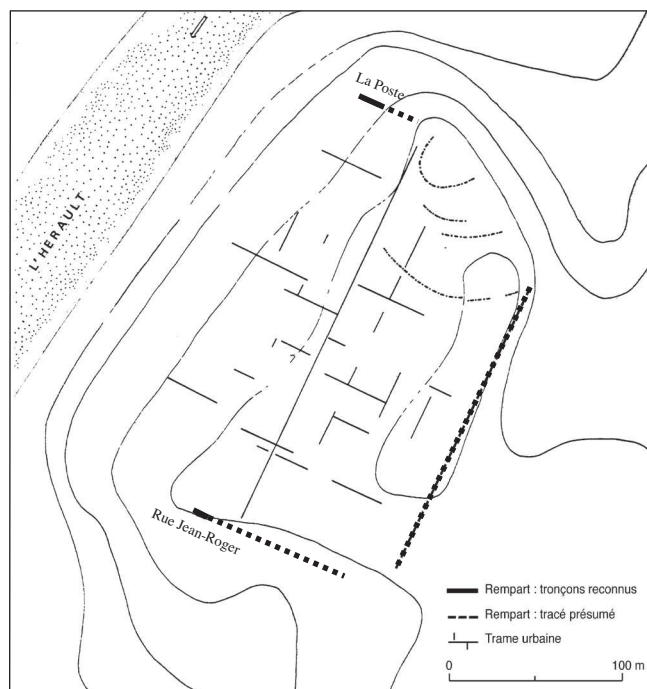 La Poste
L'HERAULT
Rue Jean-Roger
Rempart : tronçons reconnus
Rempart : tracé présumé
Trame urbaine
0 100 m